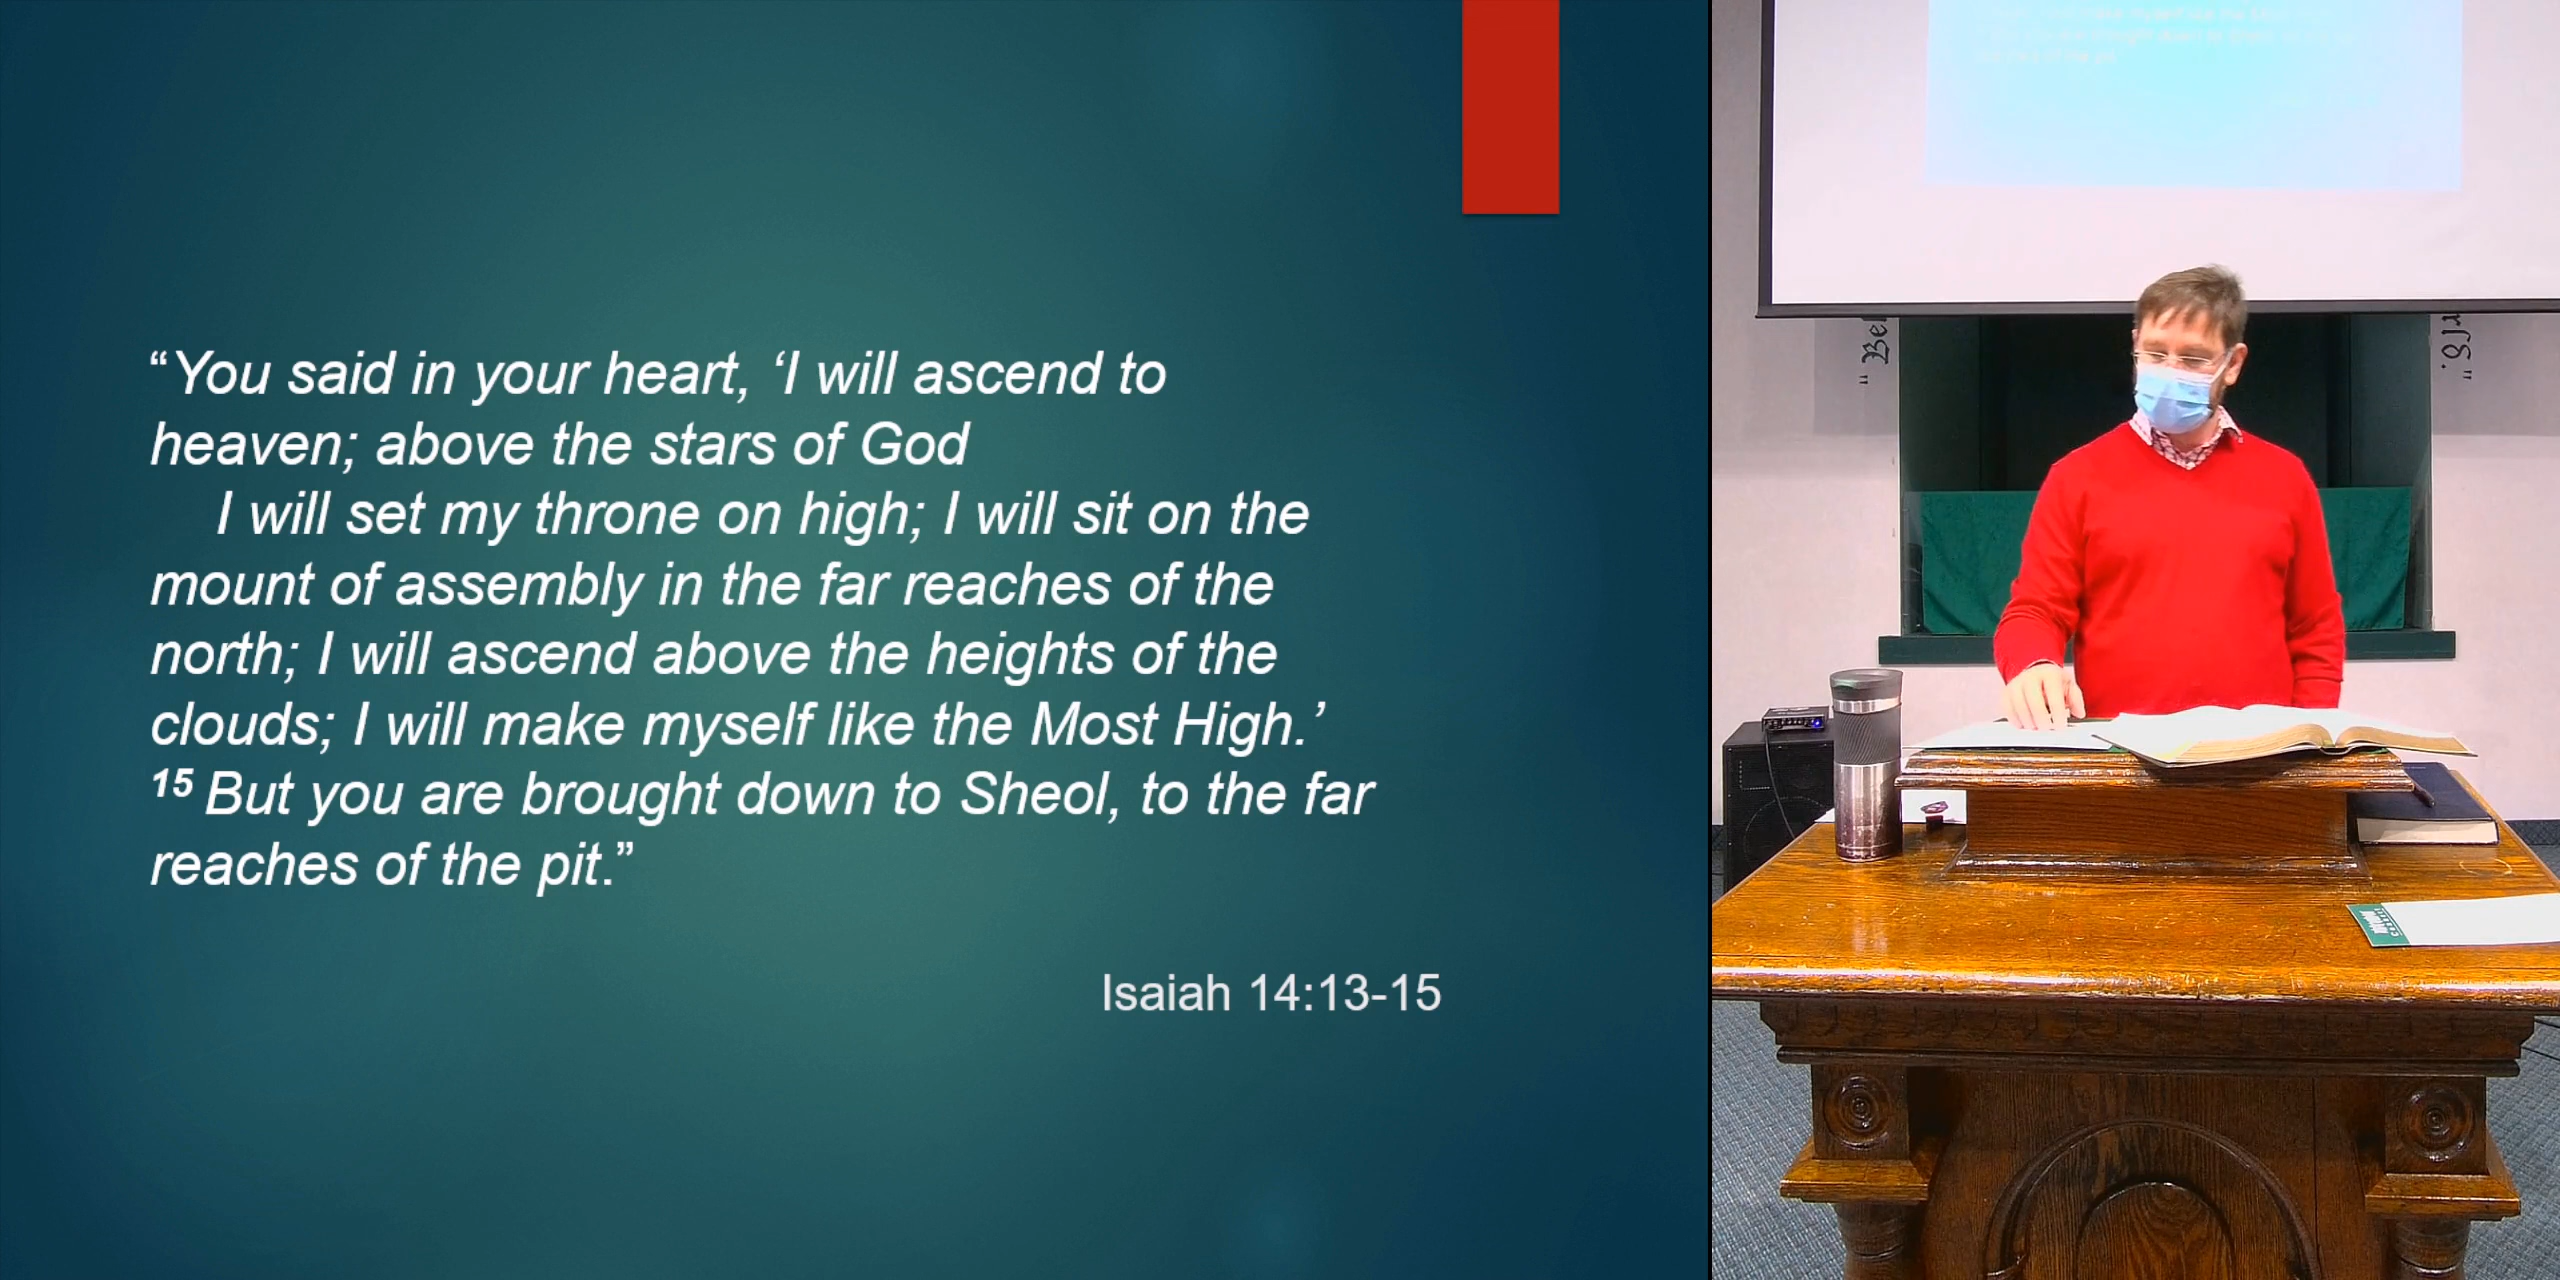 “You said in your heart, ‘I will ascend to
heaven; above the stars of God
I will set my throne on high; I will sit on the
mount of assembly in the far reaches of the
north; I will ascend above the heights of the
clouds; I will make myself like the Most High.’
15 But you are brought down to Sheol, to the far
reaches of the pit.”
Isaiah 14:13-15